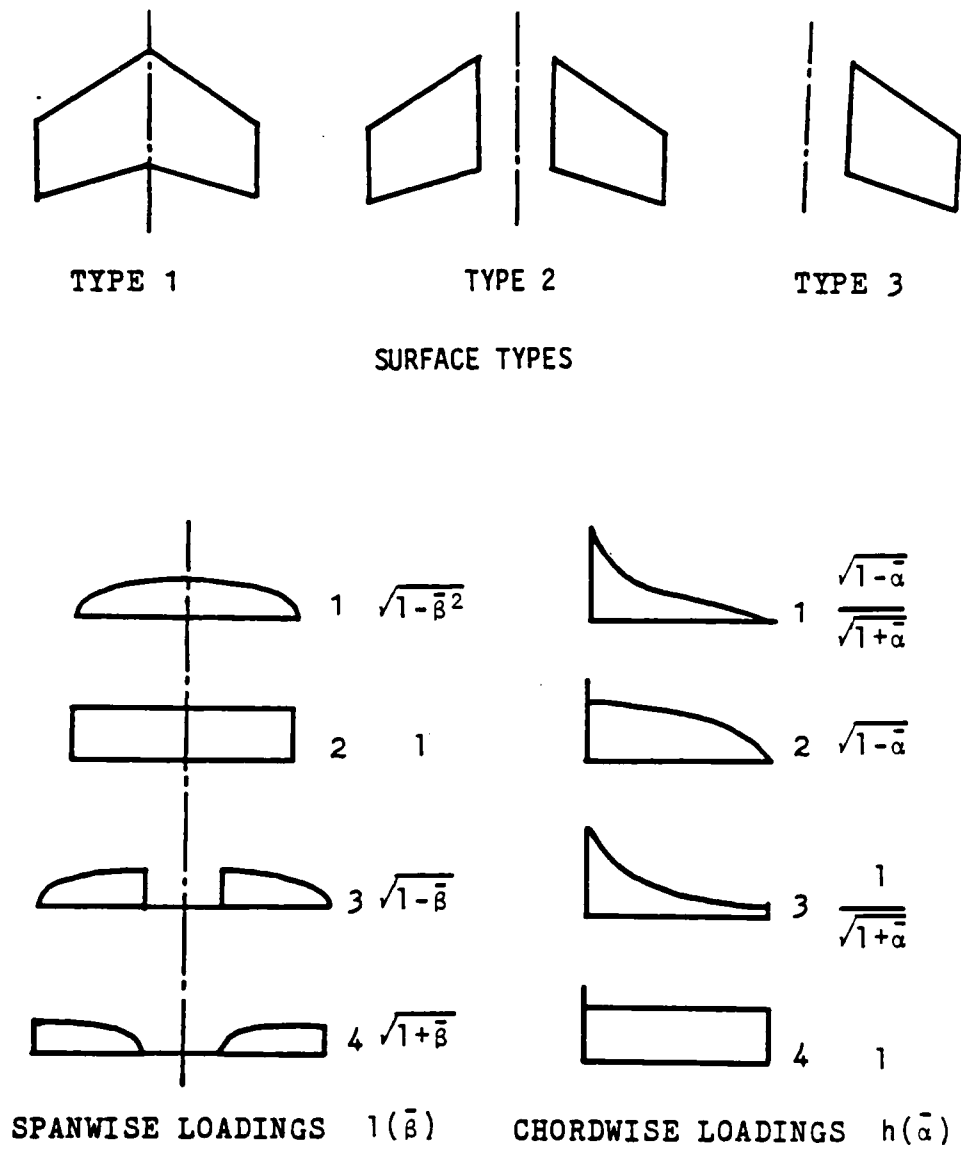 TYPE 1 TYPE 2 TYPE 3
SURFACE TYPES
1 √(1-β̄²)
2 1
3 √(1-β̄)
4 √(1+β̄)
SPANWISE LOADINGS l(β̄)
1 √(1-ᾱ)/√(1+ᾱ)
2 √(1-ᾱ)
3 1/√(1+ᾱ)
4 1
CHORDWISE LOADINGS h(ᾱ)